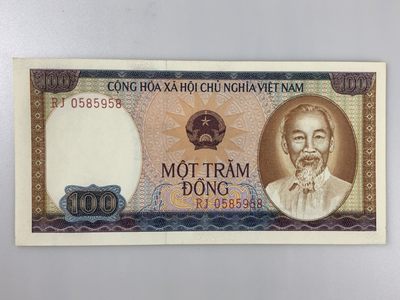 100 100
CỘNG HÒA XÃ HỘI CHỦ NGHĨA VIỆT NAM
RJ 0585958
MỘT TRĂM
ĐỒNG
100
RJ 0585958